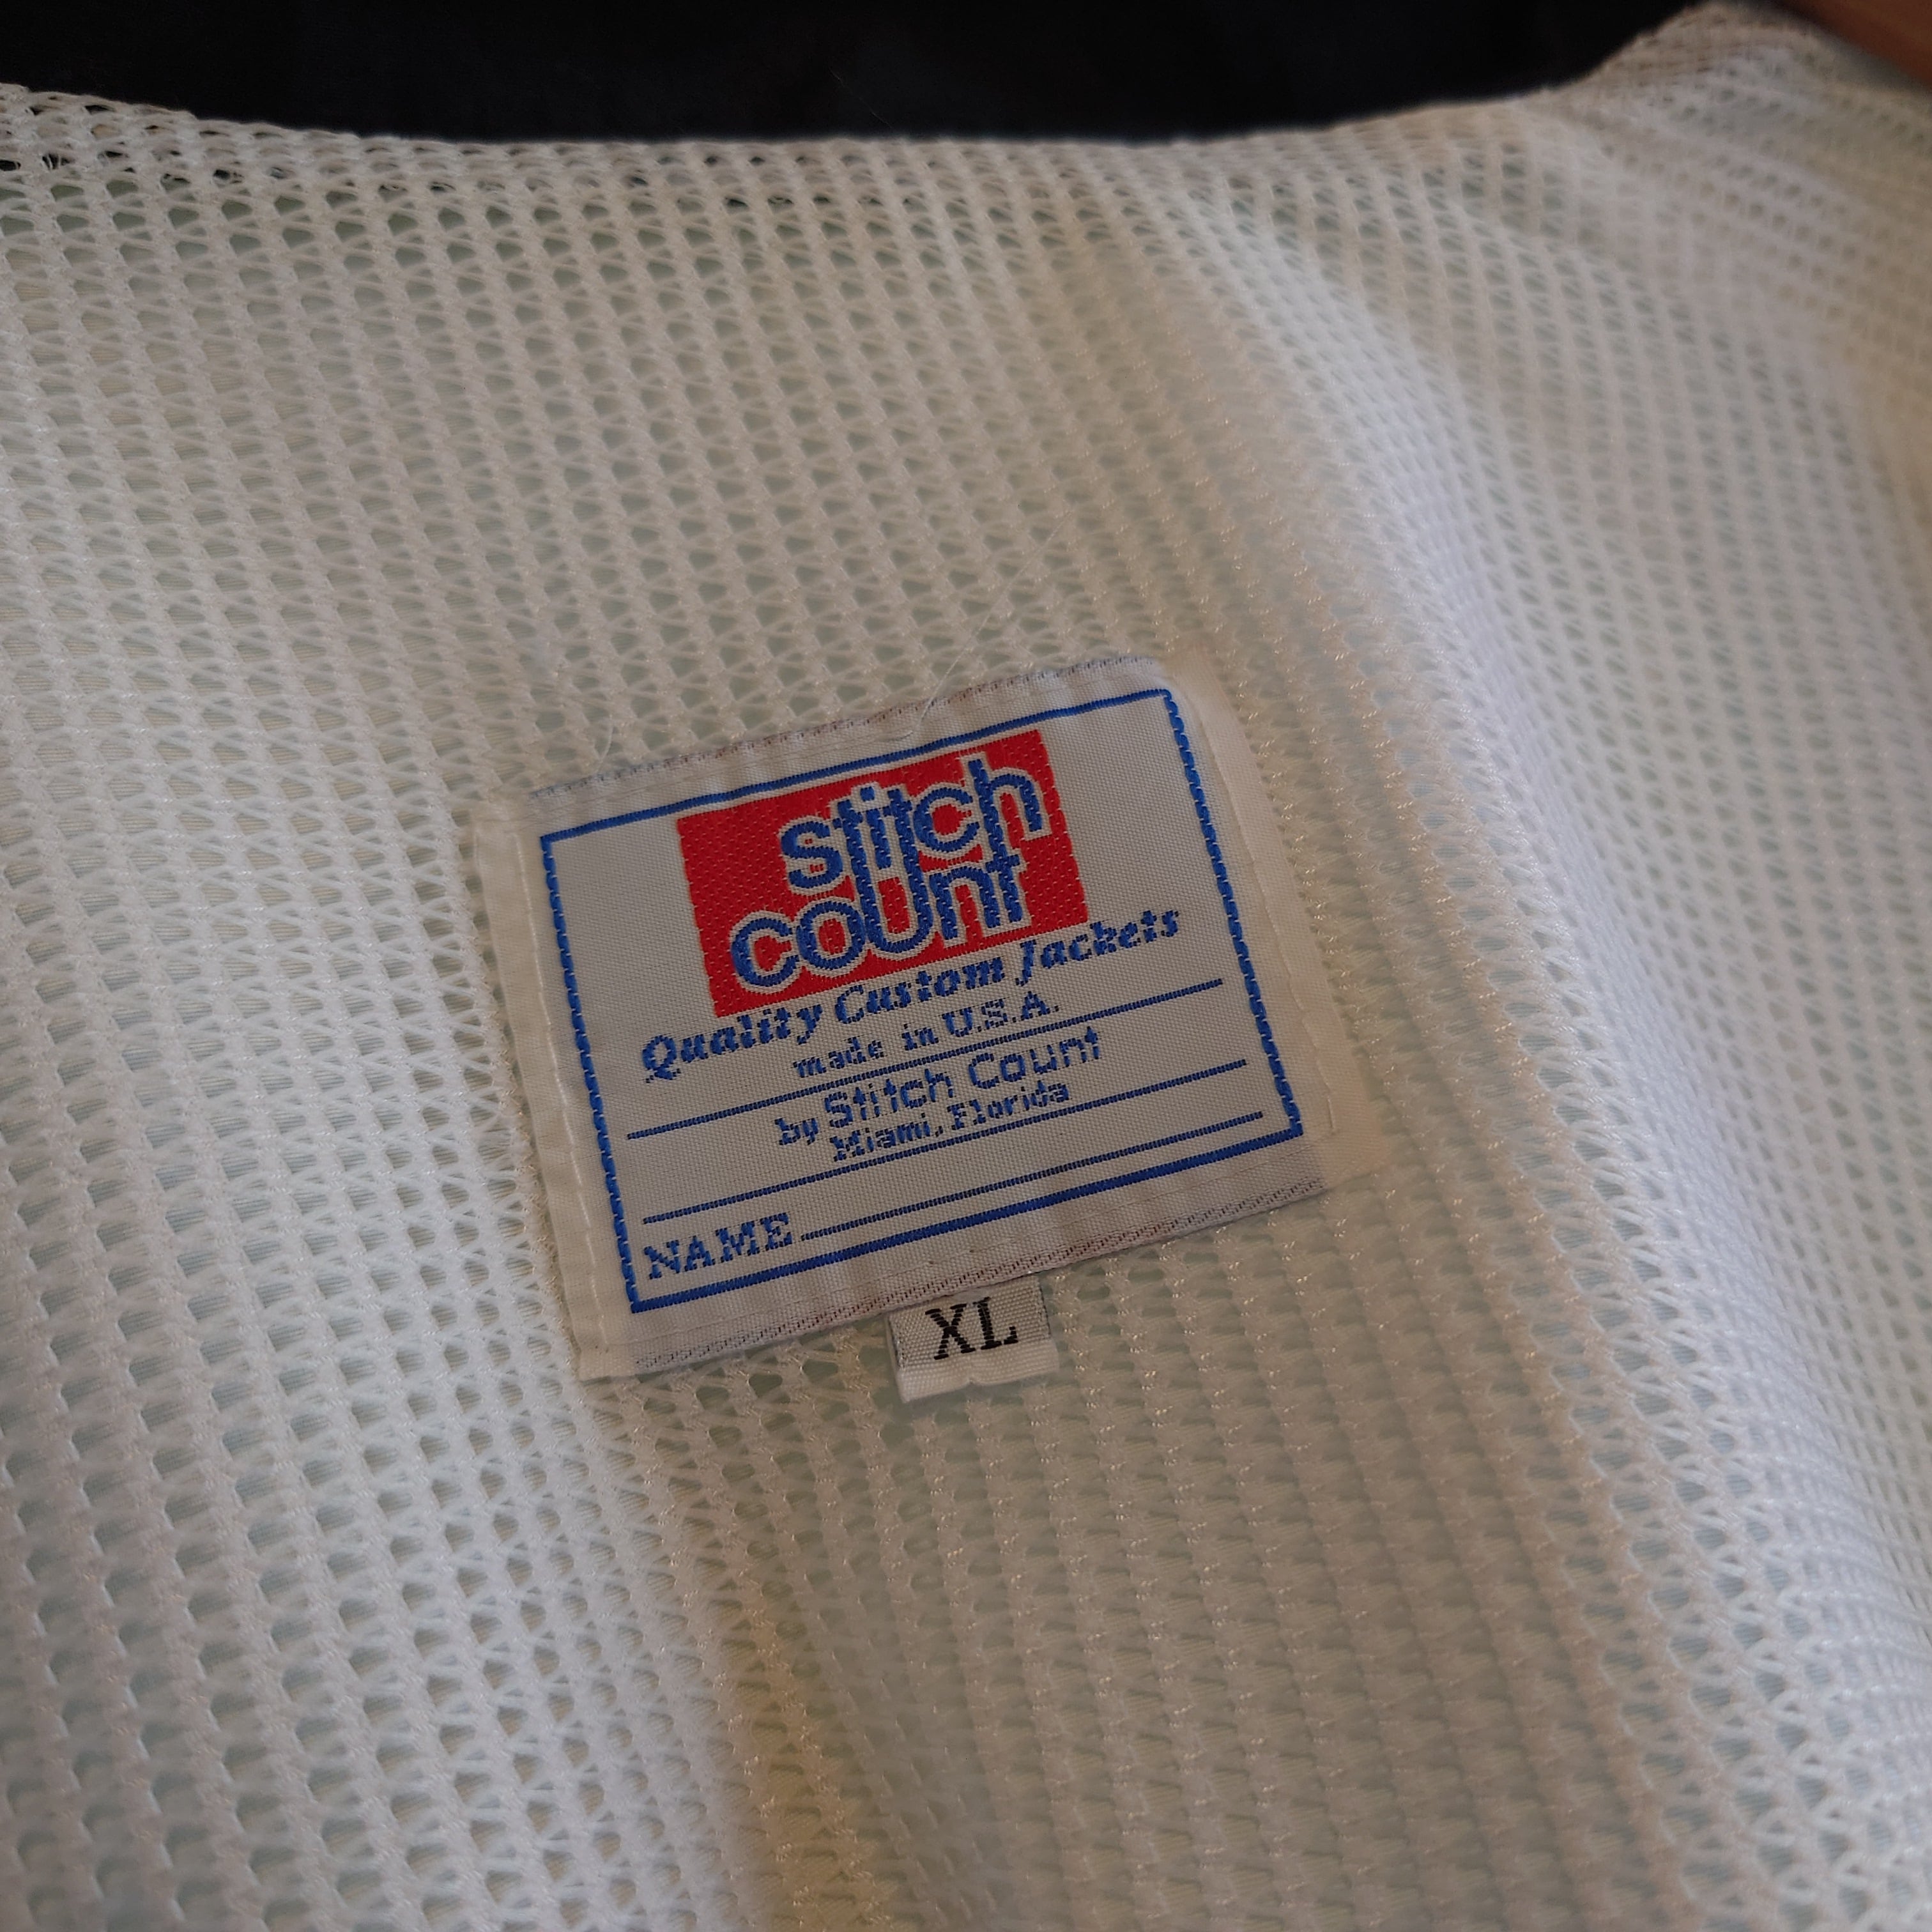 stitch
count
Quality Custom Jackets
made in U.S.A.
by Stitch Count
Miami, Florida
NAME
XL